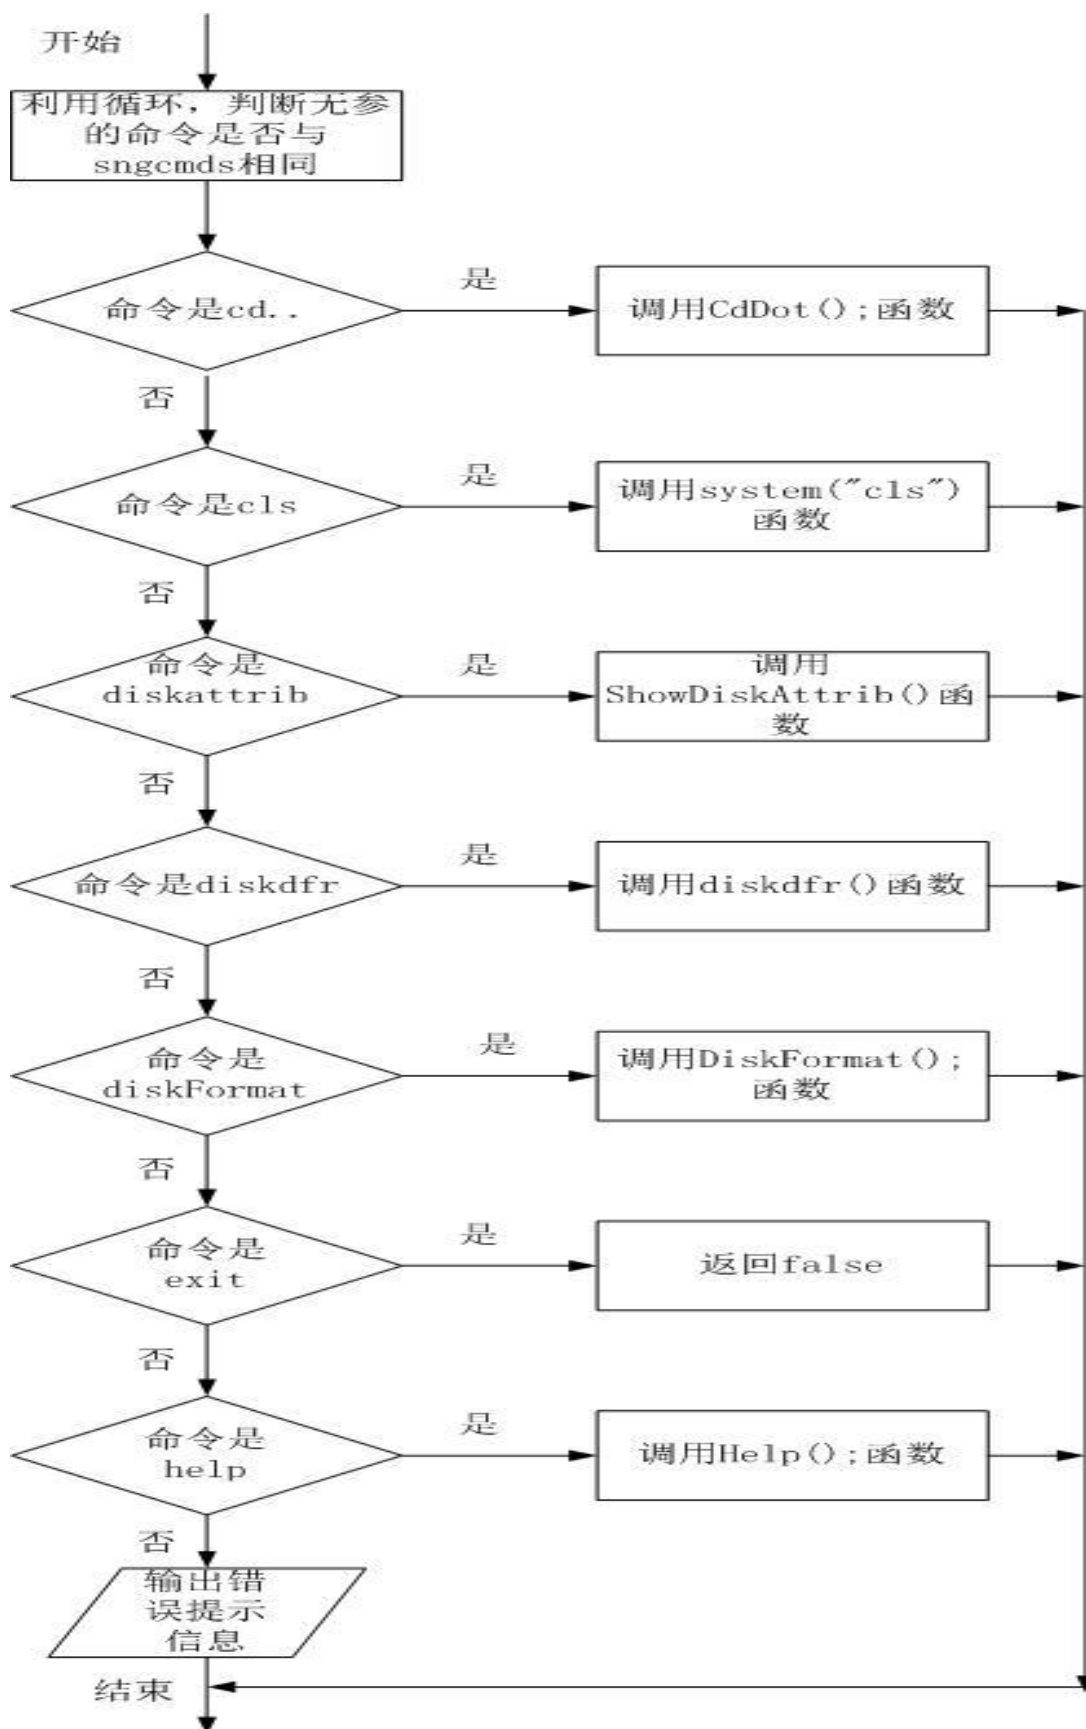 开始
利用循环，判断无参
的命令是否与
sngcmds相同
是
命令是cd..
调用CdDot();函数
否
是
命令是cls
调用system("cls")
函数
否
命令是
diskattrib
是
调用
ShowDiskAttrib()函
数
否
是
命令是diskdfr
调用diskdfr()函数
否
命令是
diskFormat
是
调用DiskFormat();
函数
否
命令是
exit
是
返回false
否
命令是
help
是
调用Help();函数
否
输出错
误提示
信息
结束